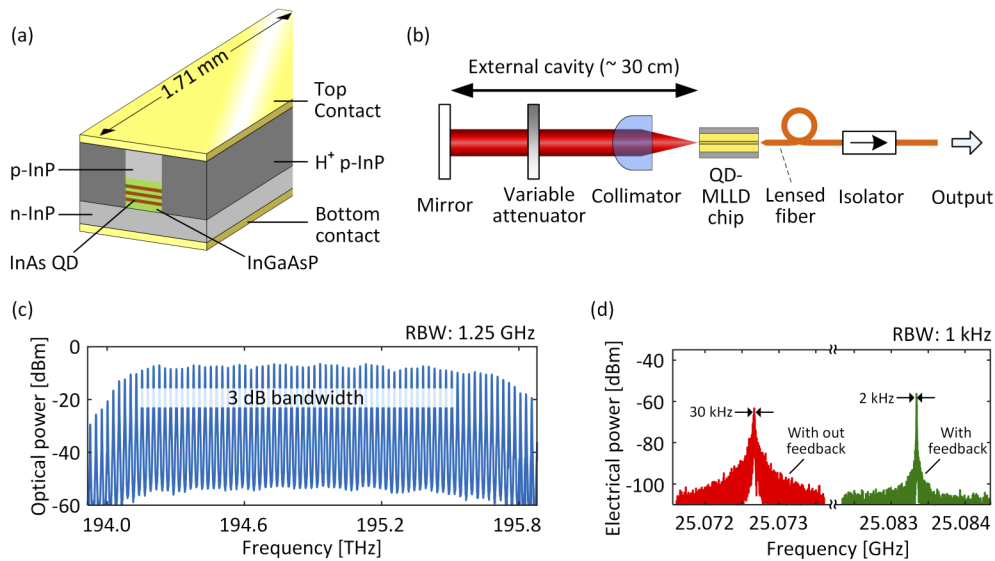 (a)
1.71 mm
Top
Contact
p-InP
H⁺ p-InP
n-InP
Bottom
contact
InAs QD
InGaAsP
(b)
External cavity (~ 30 cm)
Mirror
Variable
attenuator
Collimator
QD-
MLLD
chip
Lensed
fiber
Isolator
Output
(c)
RBW: 1.25 GHz
Optical power [dBm]
0
-20
-40
-60
3 dB bandwidth
194.0
194.6
195.2
195.8
Frequency [THz]
(d)
RBW: 1 kHz
Electrical power [dBm]
-40
-60
-80
-100
30 kHz
With out
feedback
2 kHz
With
feedback
25.072
25.073
25.083
25.084
Frequency [GHz]